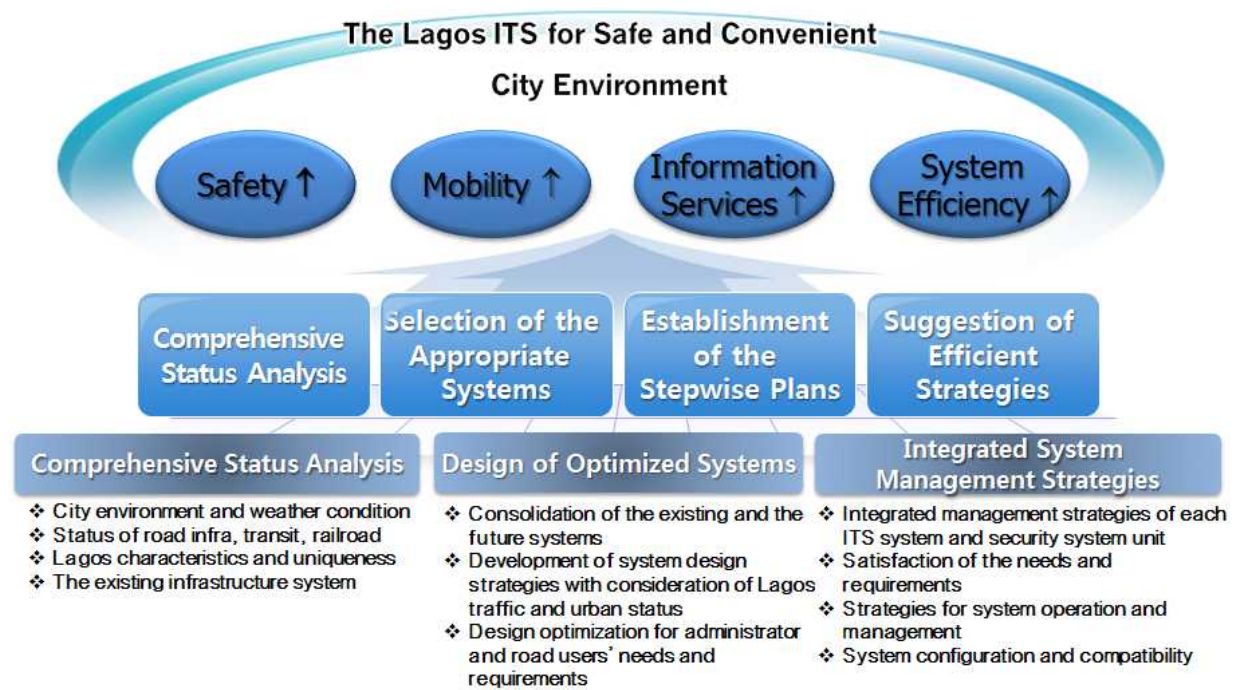 The Lagos ITS for Safe and Convenient
City Environment
Safety ↑
Mobility ↑
Information
Services ↑
System
Efficiency ↑
Comprehensive
Status Analysis
Selection of the
Appropriate
Systems
Establishment
of the
Stepwise Plans
Suggestion of
Efficient
Strategies
Comprehensive Status Analysis
❖ City environment and weather condition
❖ Status of road infra, transit, railroad
❖ Lagos characteristics and uniqueness
❖ The existing infrastructure system
Design of Optimized Systems
❖ Consolidation of the existing and the
future systems
❖ Development of system design
strategies with consideration of Lagos
traffic and urban status
❖ Design optimization for administrator
and road users' needs and
requirements
Integrated System
Management Strategies
❖ Integrated management strategies of each
ITS system and security system unit
❖ Satisfaction of the needs and
requirements
❖ Strategies for system operation and
management
❖ System configuration and compatibility